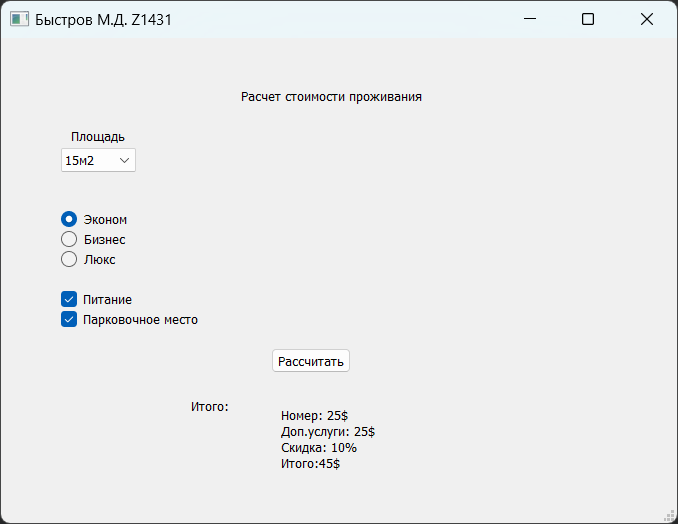 Быстров М.Д. Z1431
Расчет стоимости проживания
Площадь
15м2
Эконом
Бизнес
Люкс
Питание
Парковочное место
Рассчитать
Итого:
Номер: 25$
Доп.услуги: 25$
Скидка: 10%
Итого:45$